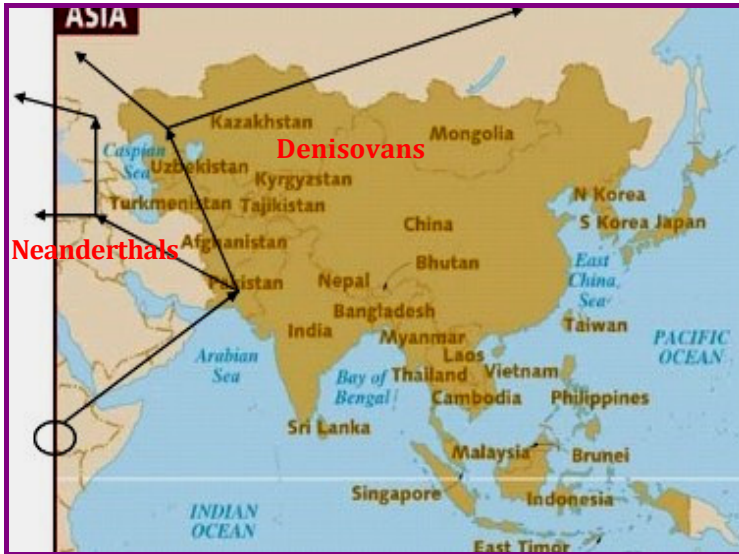 ASIA
Kazakhstan
Mongolia
Denisovans
Caspian
Sea
Uzbekistan
Kyrgyzstan
Turkmenistan
Tajikistan
N Korea
S Korea
Japan
China
Neanderthals
Afghanistan
Pakistan
Nepal
Bhutan
East
China
Sea
Bangladesh
India
Myanmar
Taiwan
PACIFIC
OCEAN
Arabian
Sea
Laos
Bay of
Bengal
Thailand
Vietnam
Cambodia
Philippines
Sri Lanka
Malaysia
Brunei
Singapore
Indonesia
INDIAN
OCEAN
East Timor